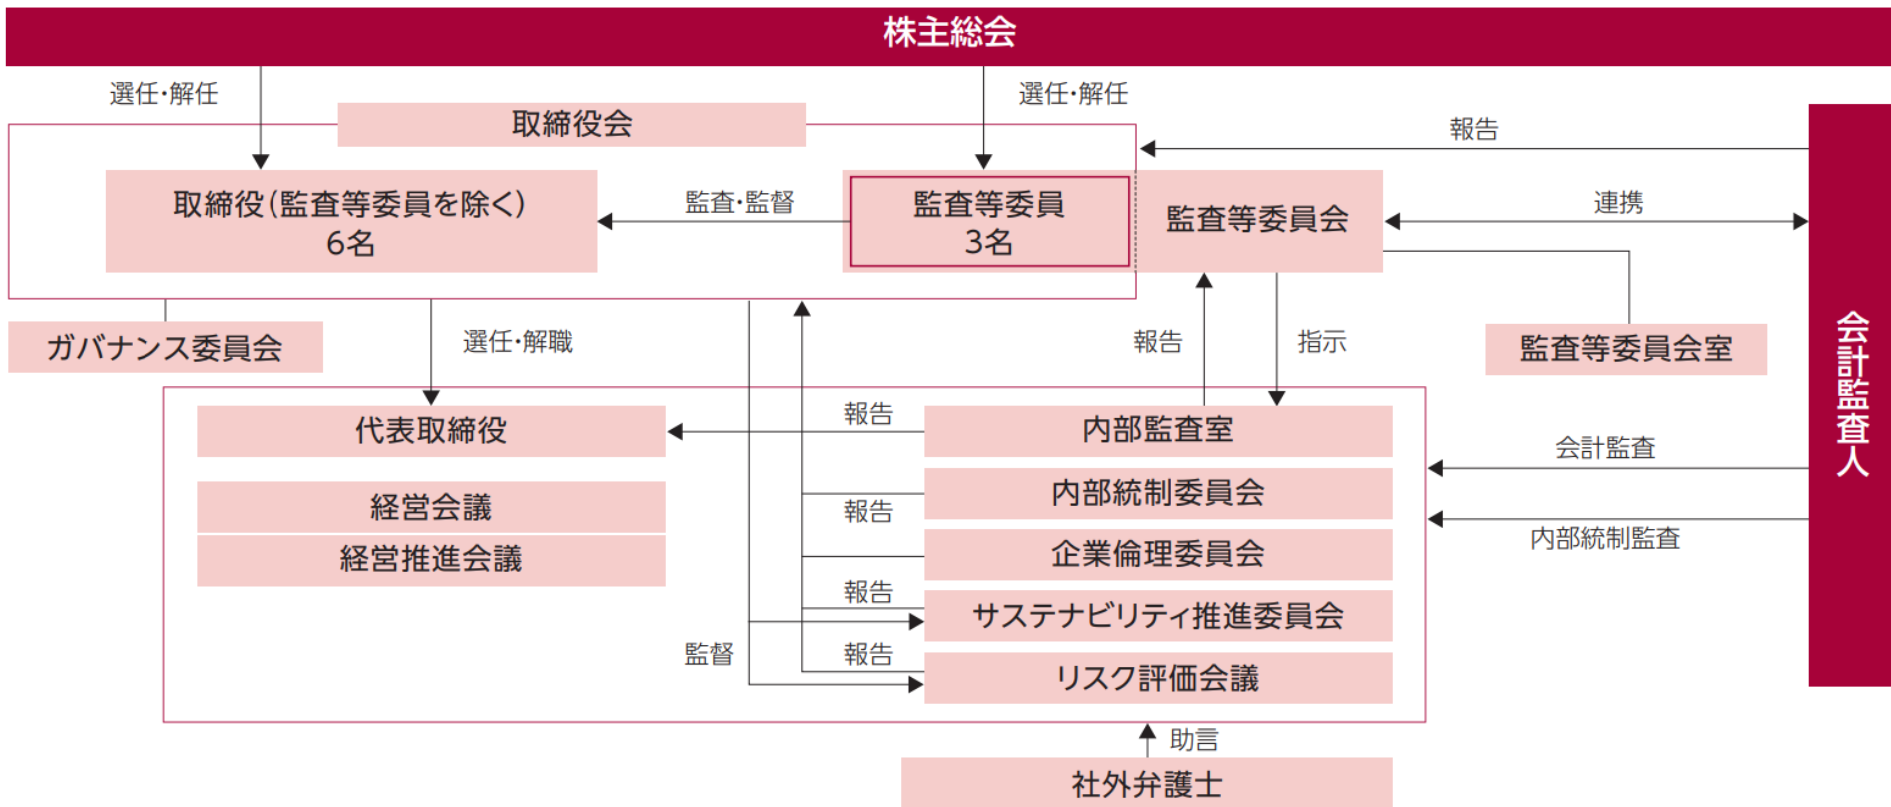 株主総会
選任・解任
選任・解任
取締役会
報告
取締役（監査等委員を除く）
6名
監査・監督
監査等委員
3名
監査等委員会
連携
ガバナンス委員会
選任・解職
報告
指示
監査等委員会室
会計監査人
代表取締役
報告
内部監査室
会計監査
経営会議
報告
内部統制委員会
内部統制監査
経営推進会議
企業倫理委員会
報告
サステナビリティ推進委員会
監督
報告
リスク評価会議
助言
社外弁護士